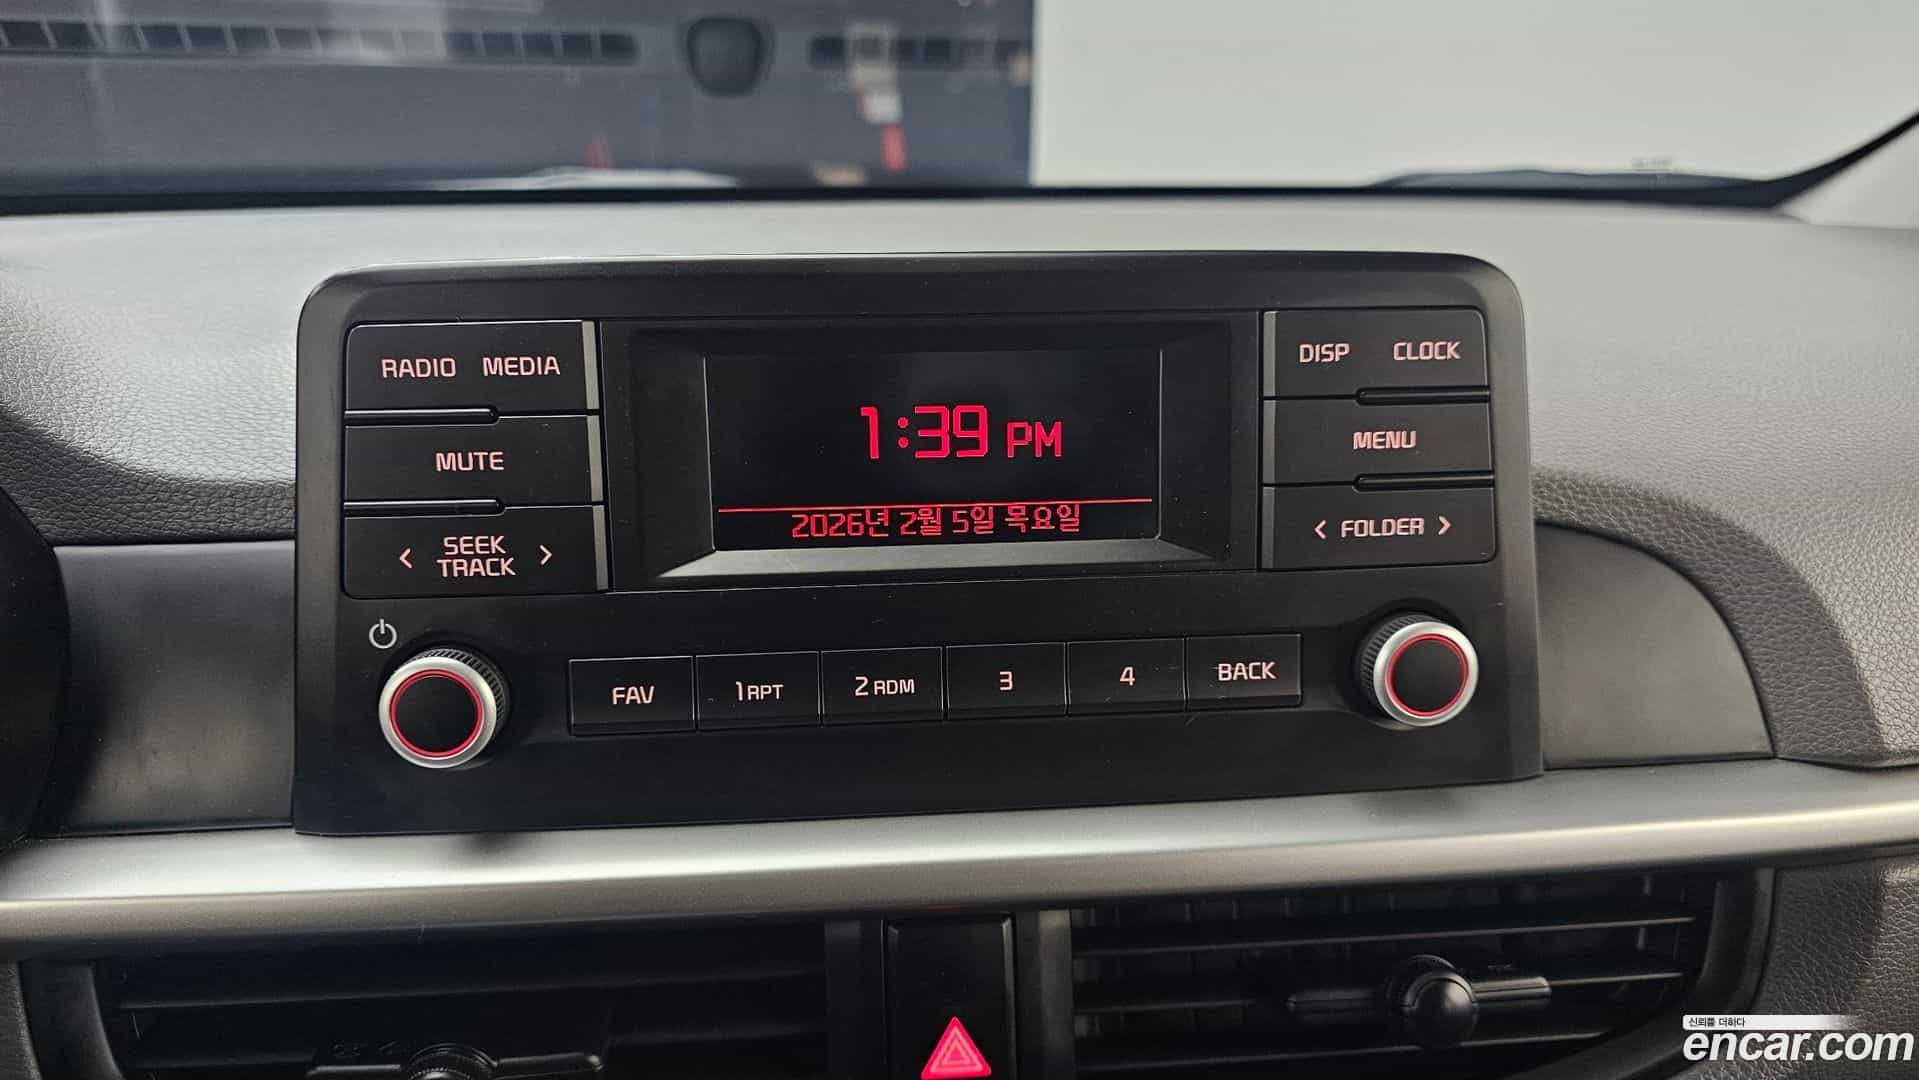 RADIO MEDIA
MUTE
< SEEK TRACK >
1:39 PM
2026년 2월 5일 목요일
DISP CLOCK
MENU
< FOLDER >
FAV 1 RPT 2 RDM 3 4 BACK
신뢰를 더하다
encar.com